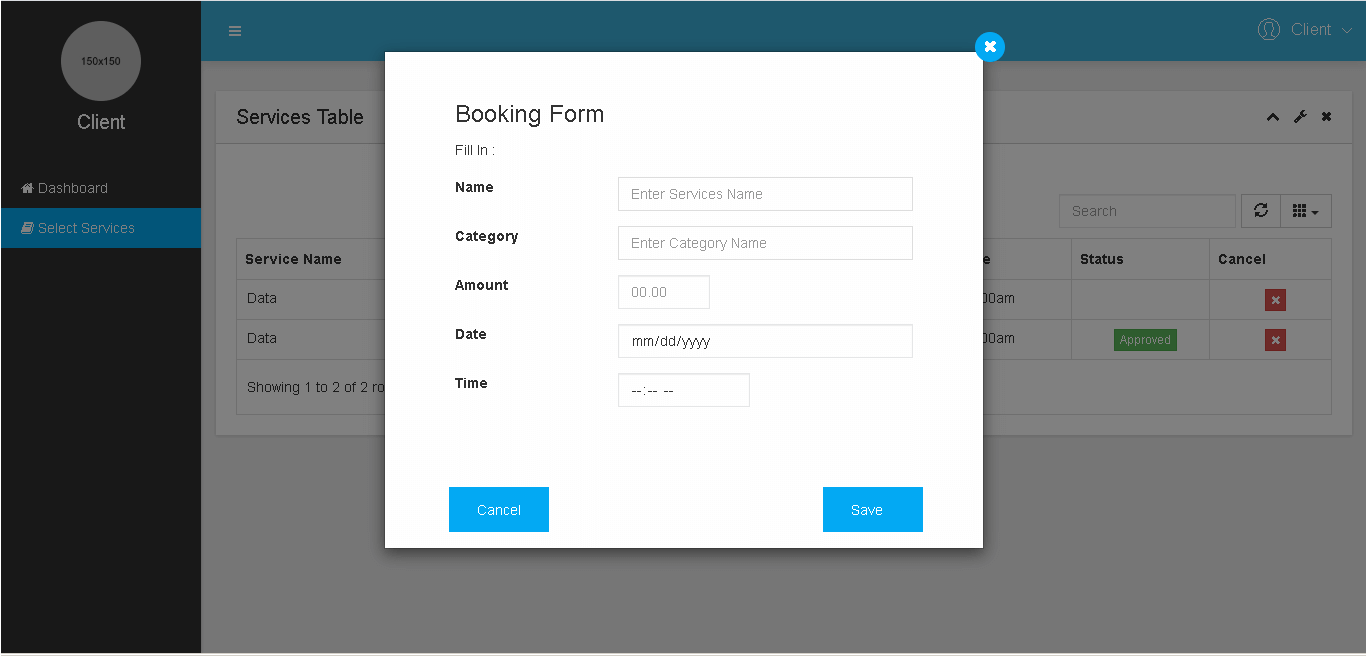 150x150
Client
Dashboard
Select Services
Client
Services Table
Search
Service Name
Status
Cancel
Data
00am
Data
00am
Approved
Showing 1 to 2 of 2 ro
Booking Form
Fill In :
Name
Enter Services Name
Category
Enter Category Name
Amount
00.00
Date
mm/dd/yyyy
Time
--:-- --
Cancel
Save